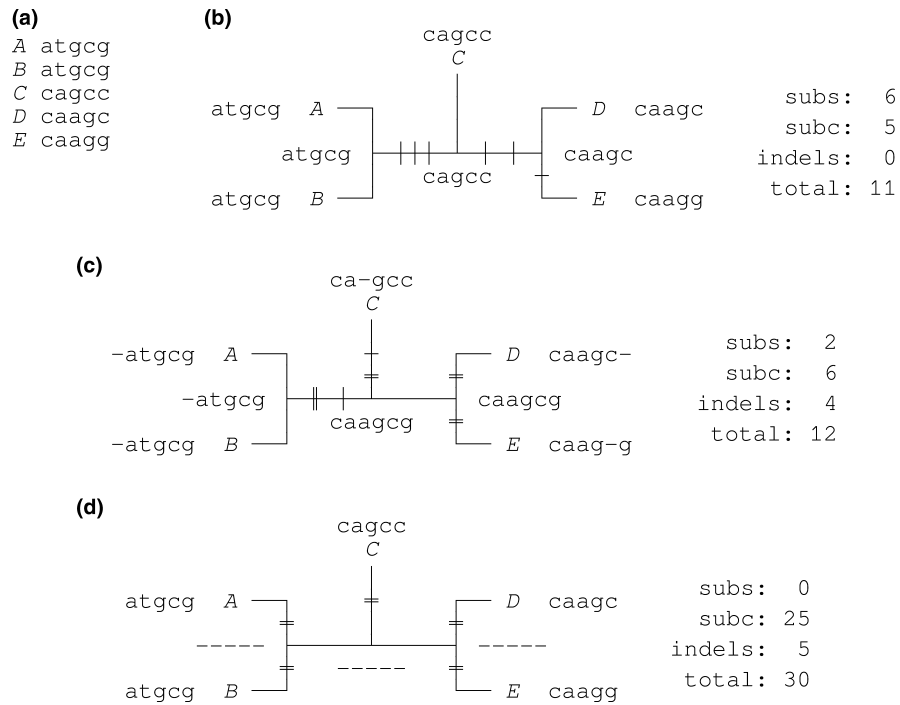 (a)
A atgcg
B atgcg
C cagcc
D caagc
E caagg
(b)
cagcc
C
atgcg A
D caagc
atgcg
caagc
cagcc
atgcg B
E caagg
subs: 6
subc: 5
indels: 0
total: 11
(c)
ca-gcc
C
-atgcg A
D caagc-
-atgcg
caagcg
caagcg
-atgcg B
E caag-g
subs: 2
subc: 6
indels: 4
total: 12
(d)
cagcc
C
atgcg A
D caagc
-----
-----
-----
atgcg B
E caagg
subs: 0
subc: 25
indels: 5
total: 30